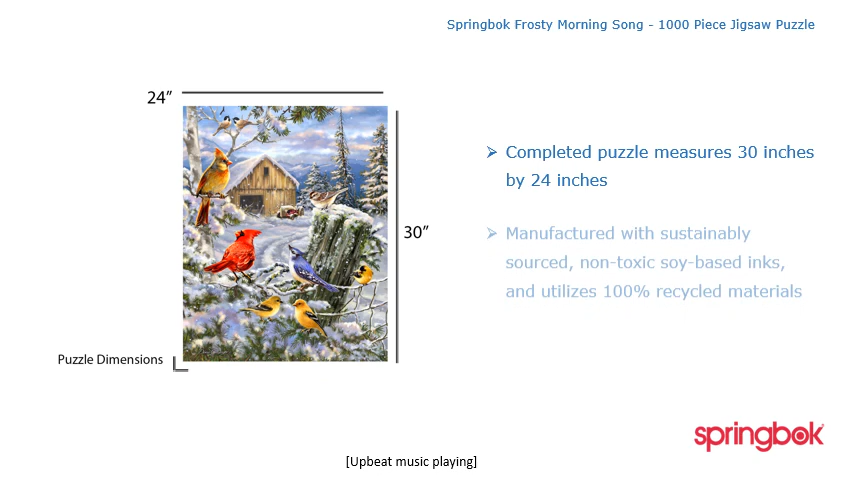 Springbok Frosty Morning Song - 1000 Piece Jigsaw Puzzle
24”
30”
Puzzle Dimensions
➢ Completed puzzle measures 30 inches
by 24 inches
➢ Manufactured with sustainably
sourced, non-toxic soy-based inks,
and utilizes 100% recycled materials
springbok
[Upbeat music playing]